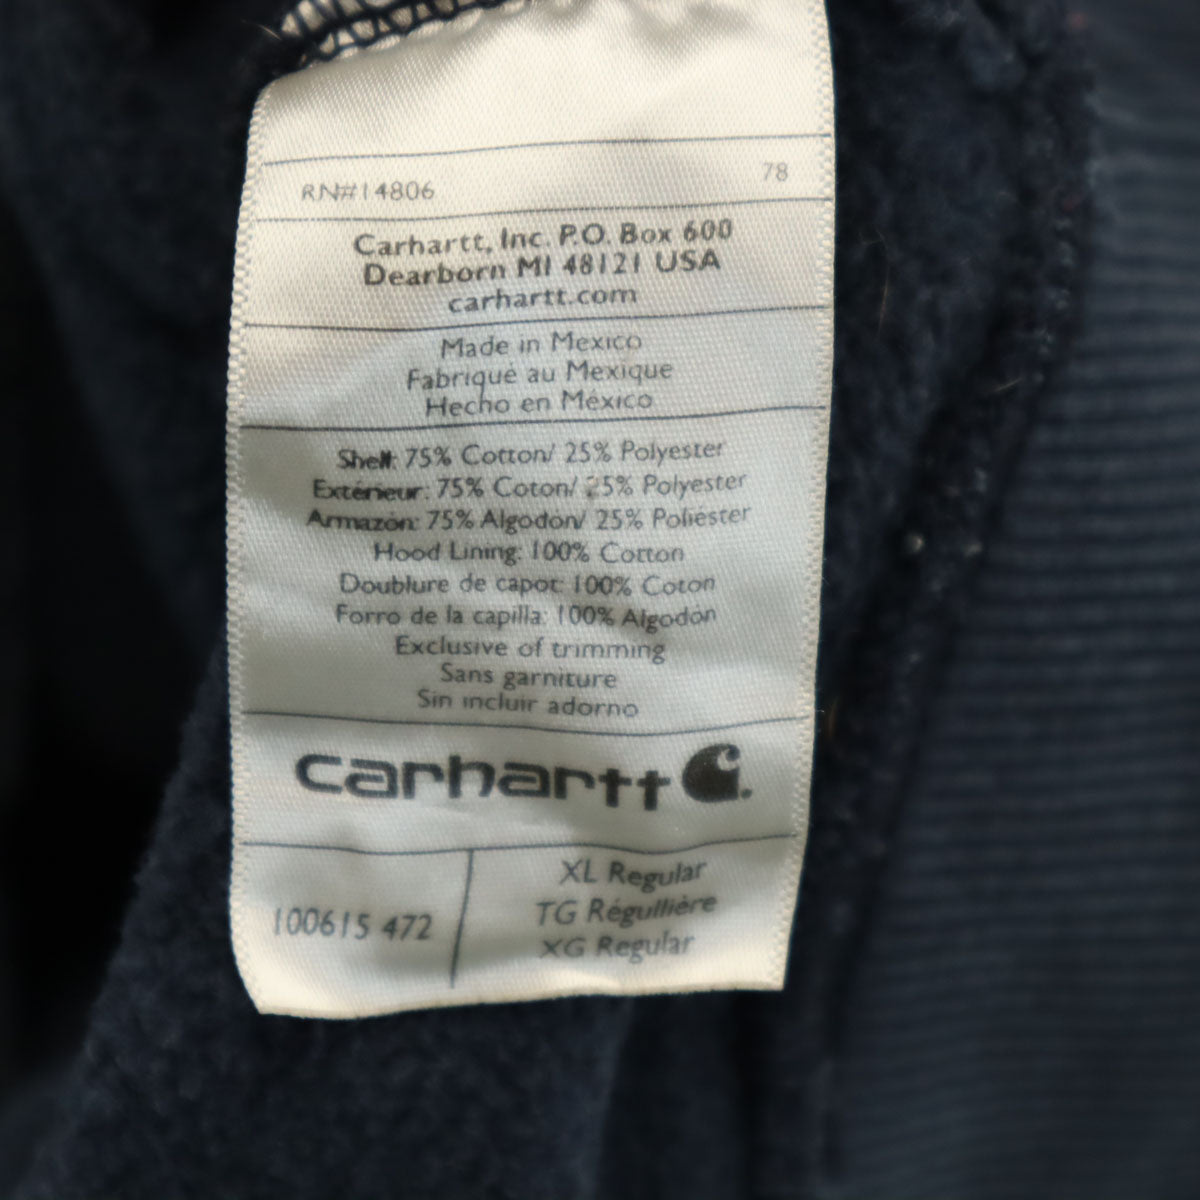 78
RN#14806
Carhartt, Inc. P.O. Box 600
Dearborn MI 48121 USA
carhartt.com
Made in Mexico
Fabriqué au Mexique
Hecho en México
Shell: 75% Cotton/ 25% Polyester
Extérieur: 75% Coton/ 25% Polyester
Armazón: 75% Algodón/ 25% Poliéster
Hood Lining: 100% Cotton
Doublure de capot: 100% Coton
Forro de la capilla: 100% Algodón
Exclusive of trimming
Sans garniture
Sin incluir adorno
carhartt
100615 472
XL Regular
TG Régullière
XG Regular